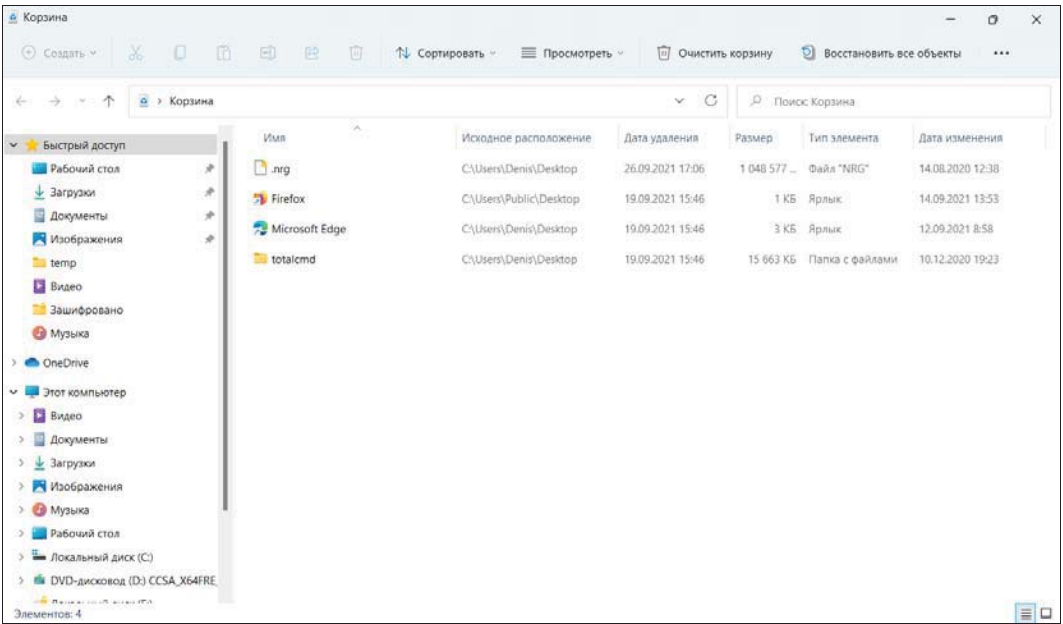 Корзина
Создать Сортировать Просмотреть Очистить корзину Восстановить все объекты
Корзина Поиск: Корзина
Имя Исходное расположение Дата удаления Размер Тип элемента Дата изменения
.nrg C:\Users\Denis\Desktop 26.09.2021 17:06 1 048 577 ... Файл "NRG" 14.08.2020 12:38
Firefox C:\Users\Public\Desktop 19.09.2021 15:46 1 КБ Ярлык 14.09.2021 13:53
Microsoft Edge C:\Users\Denis\Desktop 19.09.2021 15:46 3 КБ Ярлык 12.09.2021 8:58
totalcmd C:\Users\Denis\Desktop 19.09.2021 15:46 15 663 КБ Папка с файлами 10.12.2020 19:23
Быстрый доступ
Рабочий стол
Загрузки
Документы
Изображения
temp
Видео
Зашифровано
Музыка
OneDrive
Этот компьютер
Видео
Документы
Загрузки
Изображения
Музыка
Рабочий стол
Локальный диск (C:)
DVD-дисковод (D:) CCSA_X64FRE_
Элементов: 4